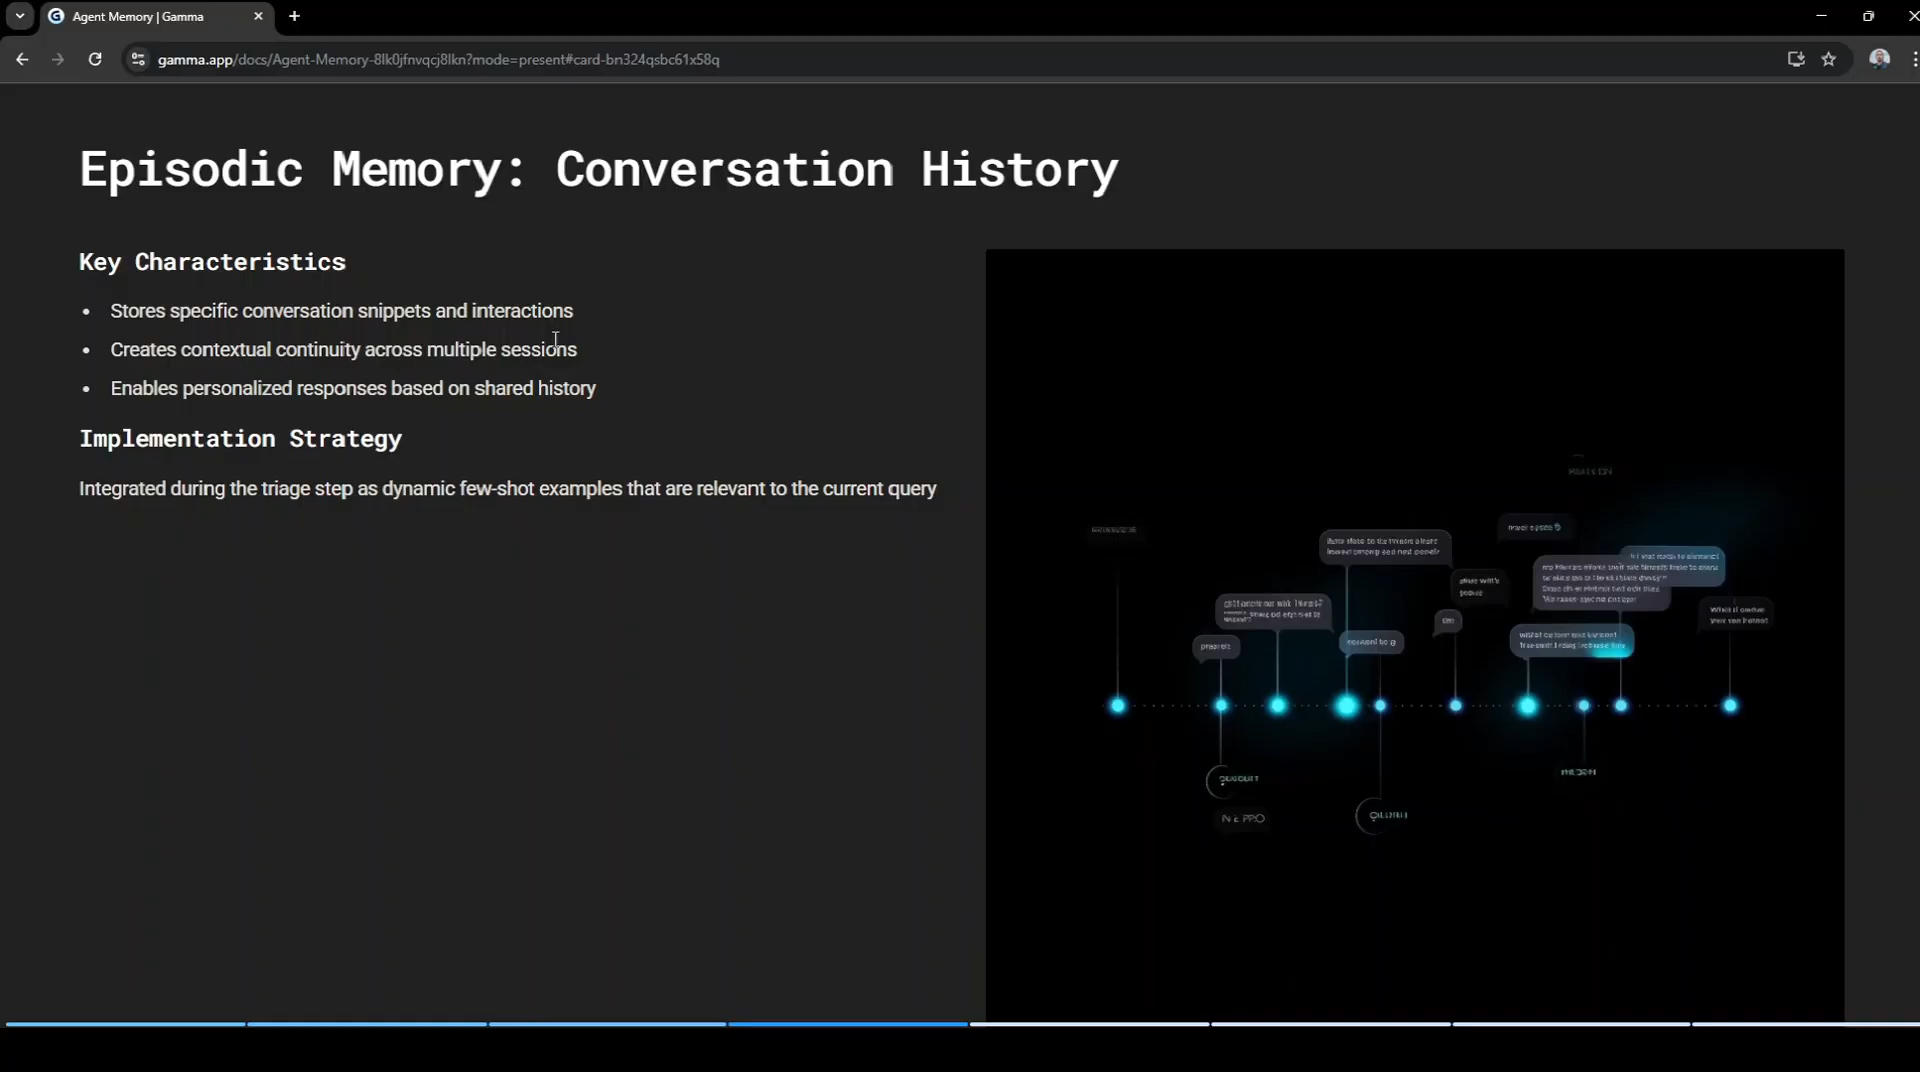 Agent Memory | Gamma
gamma.app/docs/Agent-Memory-8lk0jfnvqcj8lkn?mode=present#card-bn324qsbc61x58q
Episodic Memory: Conversation History
Key Characteristics
• Stores specific conversation snippets and interactions
• Creates contextual continuity across multiple sessions
• Enables personalized responses based on shared history
Implementation Strategy
Integrated during the triage step as dynamic few-shot examples that are relevant to the current query